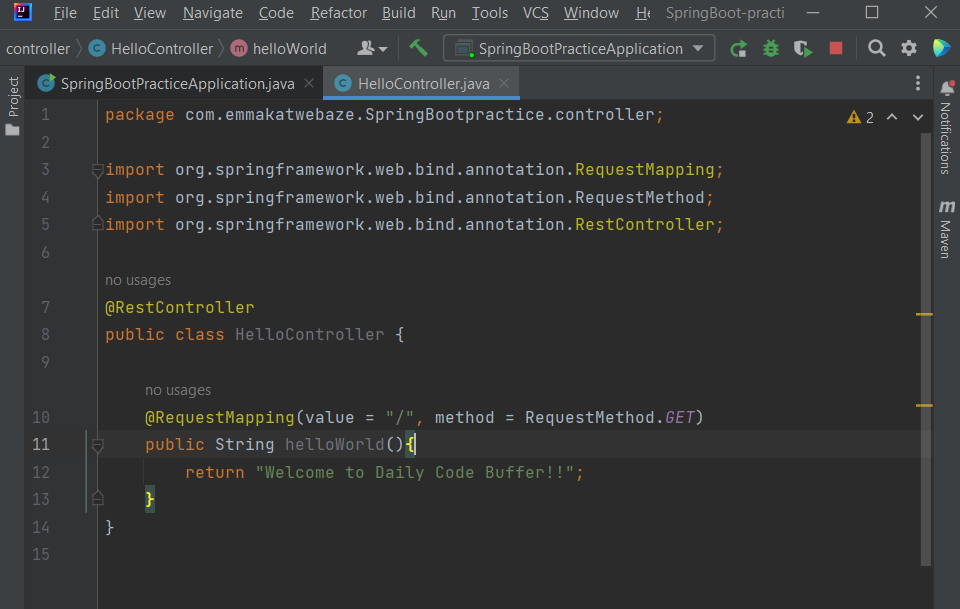 File Edit View Navigate Code Refactor Build Run Tools VCS Window He SpringBoot-practi
controller HelloController helloWorld SpringBootPracticeApplication
SpringBootPracticeApplication.java HelloController.java
Project
Notifications
Maven
2
1 package com.emmakatwebaze.SpringBootpractice.controller;
2
3 import org.springframework.web.bind.annotation.RequestMapping;
4 import org.springframework.web.bind.annotation.RequestMethod;
5 import org.springframework.web.bind.annotation.RestController;
6
no usages
7 @RestController
8 public class HelloController {
9
no usages
10 @RequestMapping(value = "/", method = RequestMethod.GET)
11 public String helloWorld(){
12 return "Welcome to Daily Code Buffer!!";
13 }
14 }
15